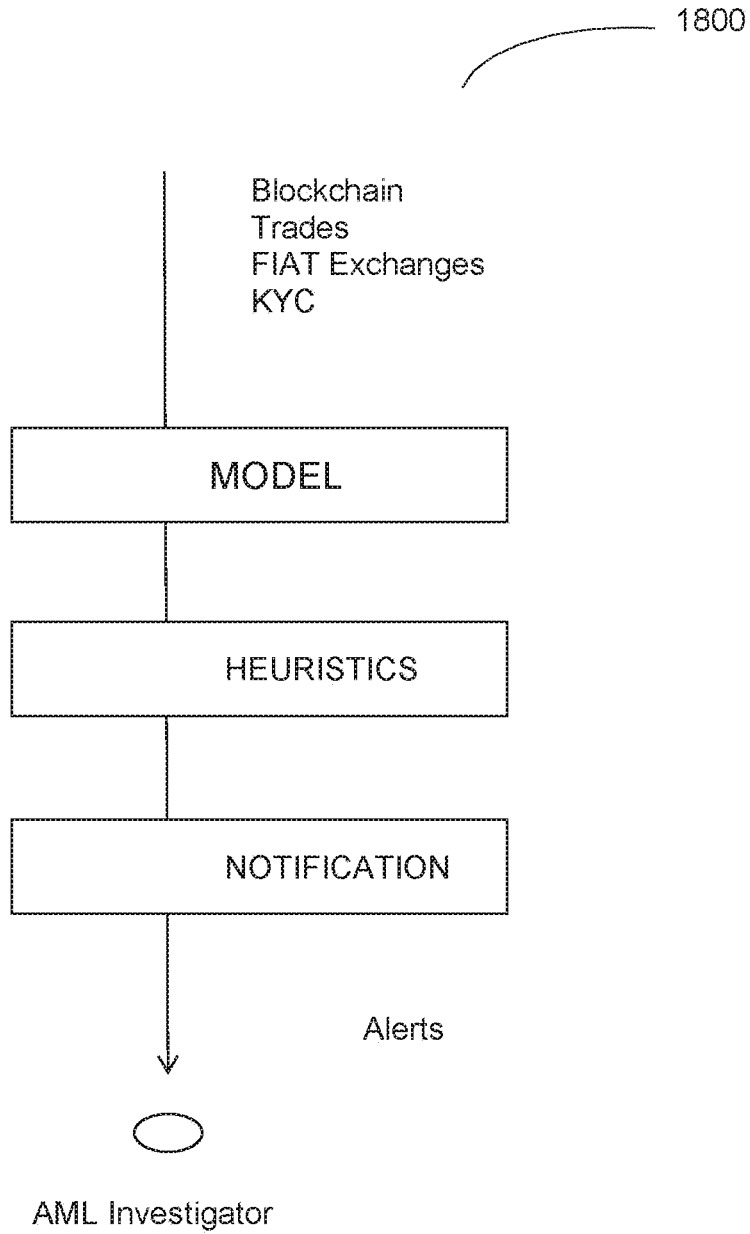 1800
Blockchain
Trades
FIAT Exchanges
KYC
MODEL
HEURISTICS
NOTIFICATION
Alerts
AML Investigator